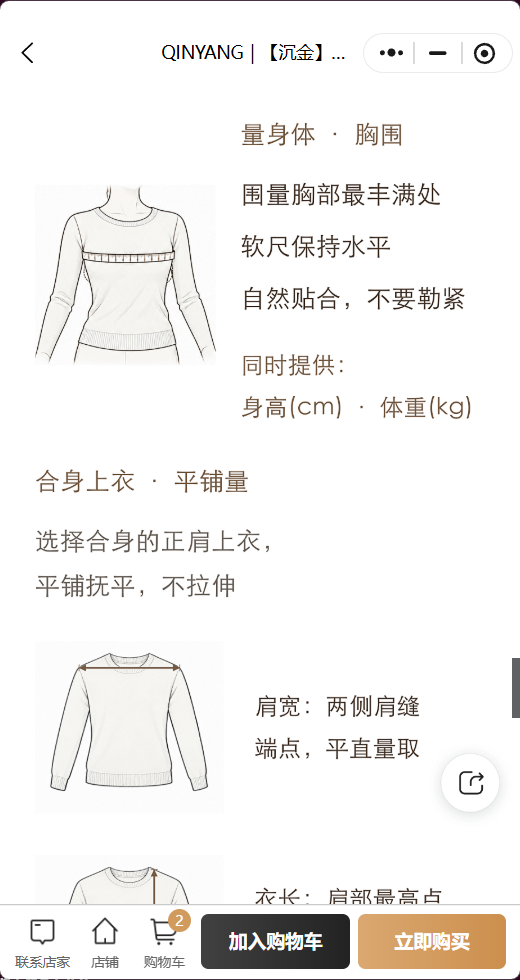 QINYANG | 【沉金】...
量身体 · 胸围
围量胸部最丰满处
软尺保持水平
自然贴合，不要勒紧
同时提供：
身高(cm) · 体重(kg)
合身上衣 · 平铺量
选择合身的正肩上衣，
平铺抚平，不拉伸
肩宽：两侧肩缝
端点，平直量取
衣长：肩部最高点
2
联系店家
店铺
购物车
加入购物车
立即购买